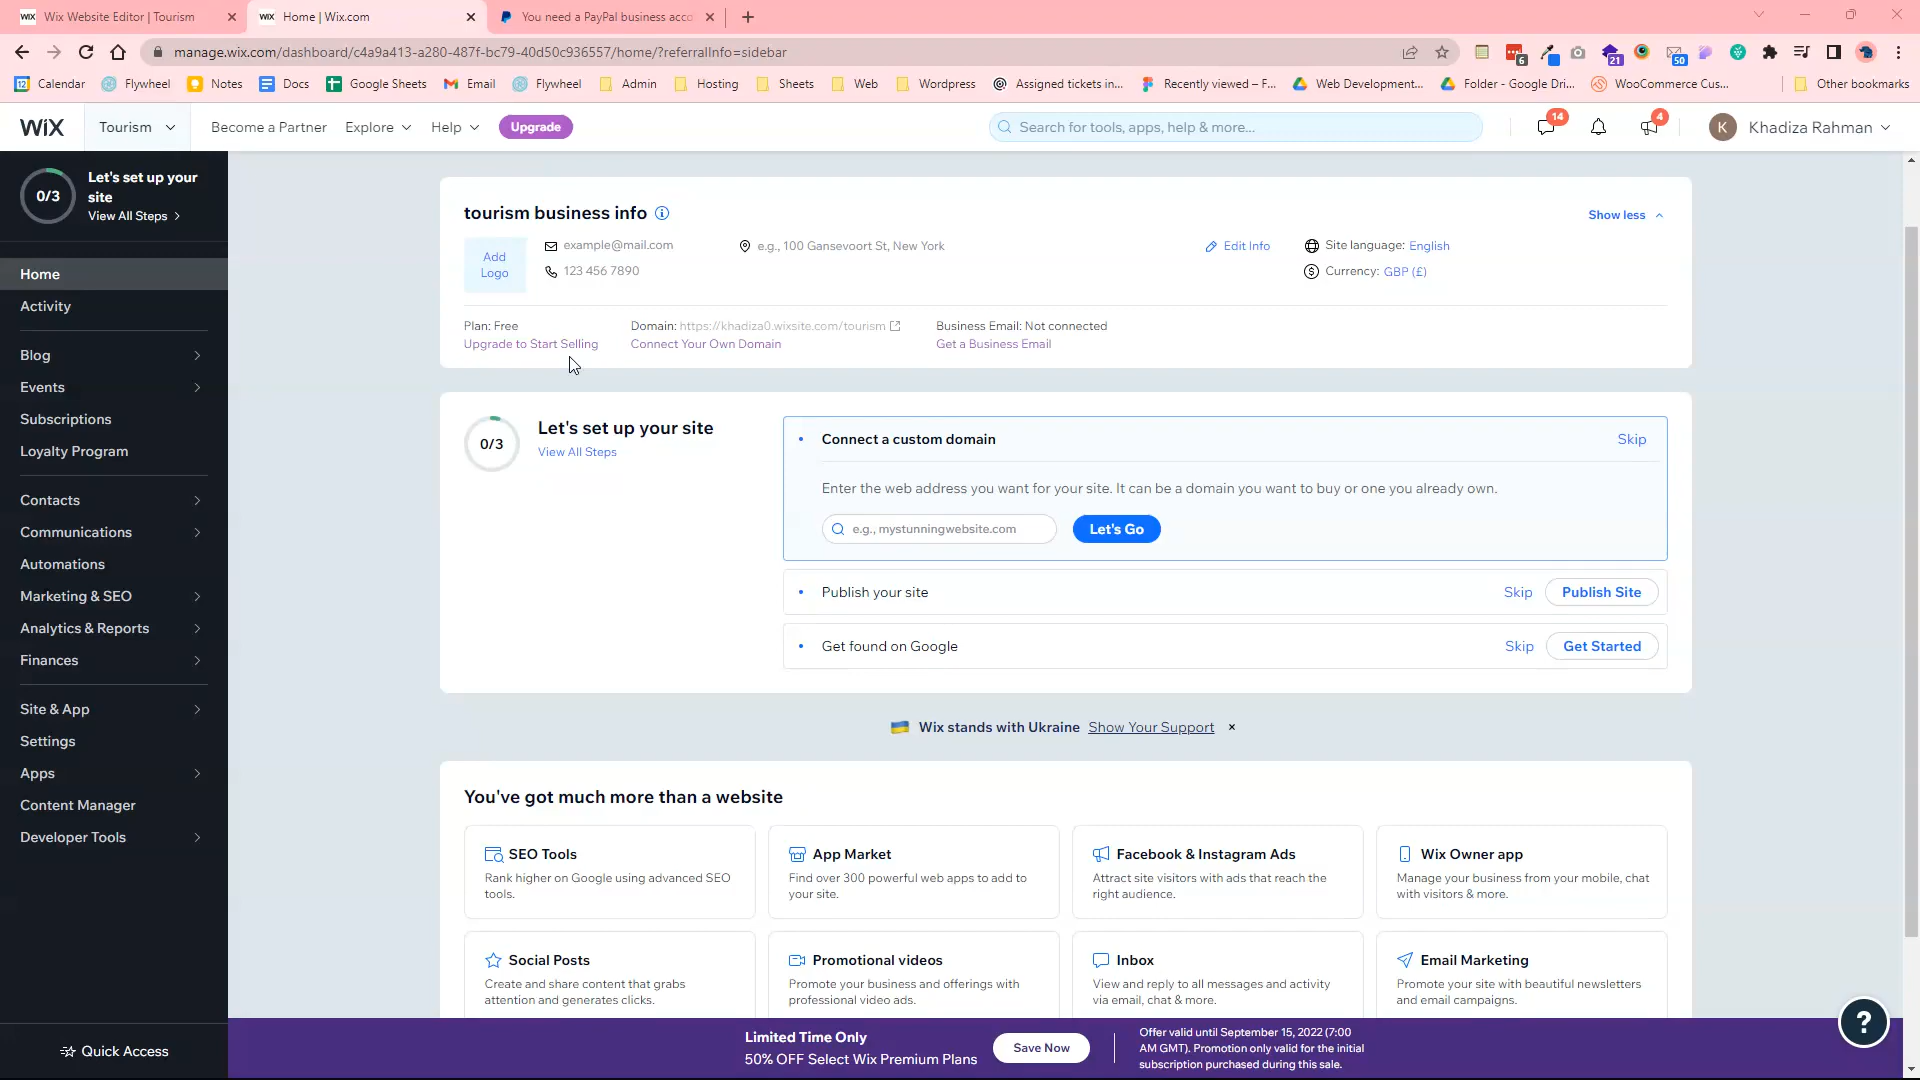 Wix Website Editor | Tourism
Home | Wix.com
You need a PayPal business acco
manage.wix.com/dashboard/c4a9a413-a280-487f-bc79-40d50c936557/home/?referralInfo=sidebar
6
21
50
12 Calendar
Flywheel
Notes
Docs
Google Sheets
Email
Flywheel
Admin
Hosting
Sheets
Web
Wordpress
Assigned tickets in...
Recently viewed – F...
Web Development...
Folder - Google Dri...
WooCommerce Cus...
Other bookmarks
WiX
Tourism
Become a Partner
Explore
Help
Upgrade
Search for tools, apps, help & more...
14
4
K
Khadiza Rahman
0/3
Let's set up your
site
View All Steps
Home
Activity
Blog
Events
Subscriptions
Loyalty Program
Contacts
Communications
Automations
Marketing & SEO
Analytics & Reports
Finances
Site & App
Settings
Apps
Content Manager
Developer Tools
Quick Access
tourism business info
Show less
Add
Logo
example@mail.com
e.g., 100 Gansevoort St, New York
Edit Info
Site language: English
123 456 7890
Currency: GBP (£)
Plan: Free
Domain: https://khadiza0.wixsite.com/tourism
Business Email: Not connected
Upgrade to Start Selling
Connect Your Own Domain
Get a Business Email
0/3
Let's set up your site
View All Steps
Connect a custom domain
Skip
Enter the web address you want for your site. It can be a domain you want to buy or one you already own.
e.g., mystunningwebsite.com
Let's Go
Publish your site
Skip
Publish Site
Get found on Google
Skip
Get Started
Wix stands with Ukraine Show Your Support ×
You've got much more than a website
SEO Tools
Rank higher on Google using advanced SEO
tools.
App Market
Find over 300 powerful web apps to add to
your site.
Facebook & Instagram Ads
Attract site visitors with ads that reach the
right audience.
Wix Owner app
Manage your business from your mobile, chat
with visitors & more.
Social Posts
Create and share content that grabs
attention and generates clicks.
Promotional videos
Promote your business and offerings with
professional video ads.
Inbox
View and reply to all messages and activity
via email, chat & more.
Email Marketing
Promote your site with beautiful newsletters
and email campaigns.
Limited Time Only
50% OFF Select Wix Premium Plans
Save Now
Offer valid until September 15, 2022 (7:00
AM GMT). Promotion only valid for the initial
subscription purchased during this sale.
?